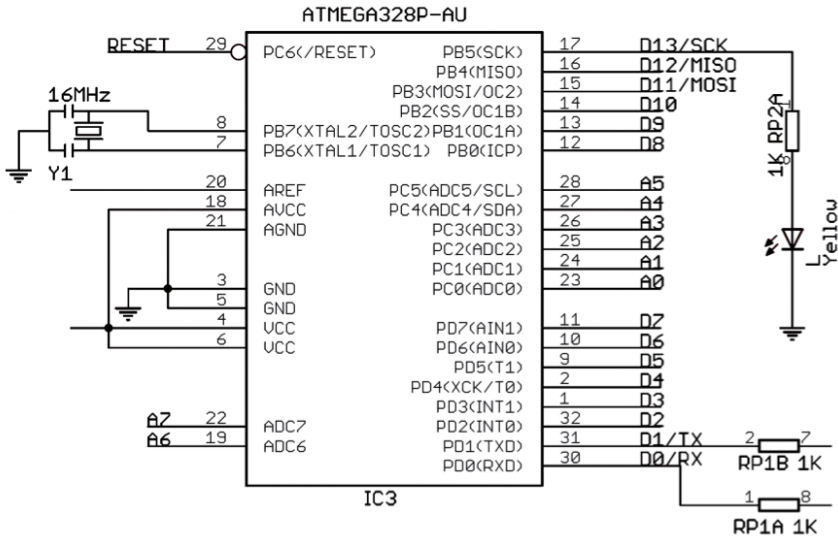 ATMEGA328P-AU
RESET 29 PC6(/RESET) PB5(SCK) 17 D13/SCK
PB4(MISO) 16 D12/MISO
PB3(MOSI/OC2) 15 D11/MOSI
16MHz PB2(SS/OC1B) 14 D10
8 PB7(XTAL2/TOSC2) PB1(OC1A) 13 D9
7 PB6(XTAL1/TOSC1) PB0(ICP) 12 D8
Y1
1 RP2A 8 1K
20 AREF PC5(ADC5/SCL) 28 A5
18 AVCC PC4(ADC4/SDA) 27 A4
21 AGND PC3(ADC3) 26 A3
PC2(ADC2) 25 A2
PC1(ADC1) 24 A1
L Yellow
3 GND PC0(ADC0) 23 A0
5 GND
4 VCC PD7(AIN1) 11 D7
6 VCC PD6(AIN0) 10 D6
PD5(T1) 9 D5
PD4(XCK/T0) 2 D4
PD3(INT1) 1 D3
A7 22 ADC7 PD2(INT0) 32 D2
A6 19 ADC6 PD1(TXD) 31 D1/TX 2 7
PD0(RXD) 30 D0/RX RP1B 1K
IC3 1 8
RP1A 1K